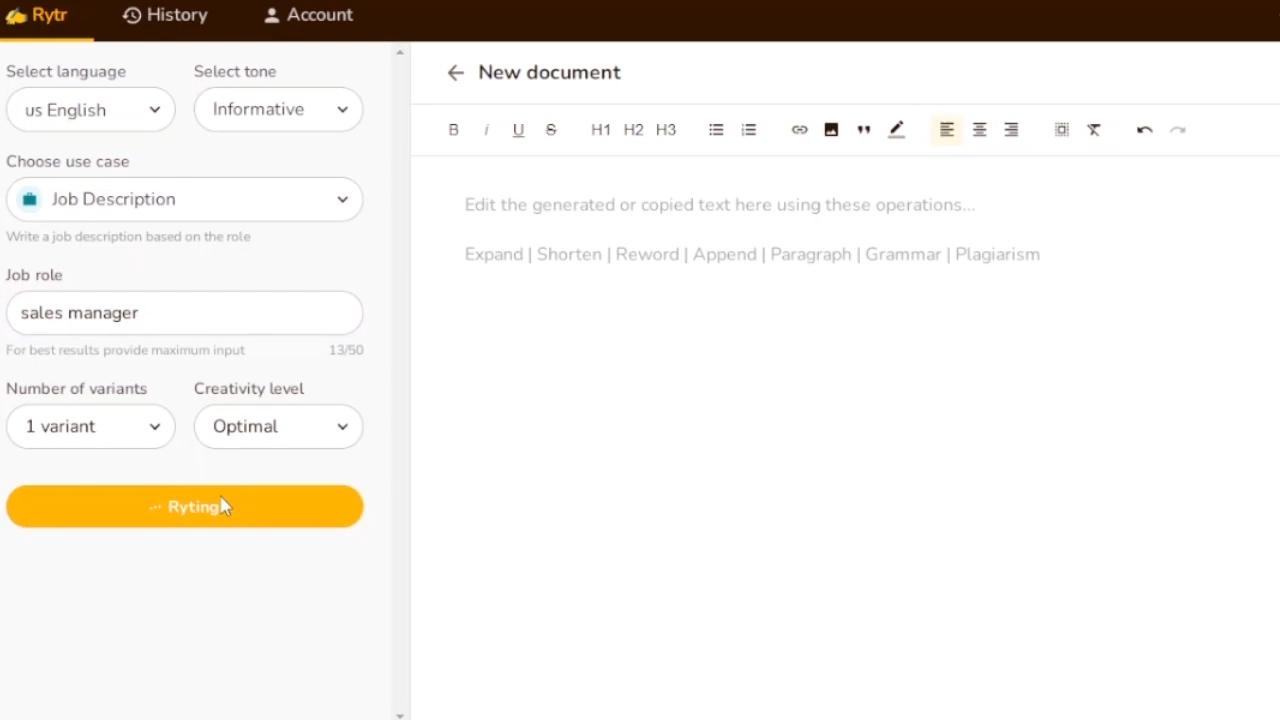 Rytr History Account
Select language Select tone
us English Informative
Choose use case
Job Description
Write a job description based on the role
Job role
sales manager
For best results provide maximum input 13/50
Number of variants Creativity level
1 variant Optimal
Ryting
New document
B i U S H1 H2 H3
Edit the generated or copied text here using these operations...
Expand | Shorten | Reword | Append | Paragraph | Grammar | Plagiarism